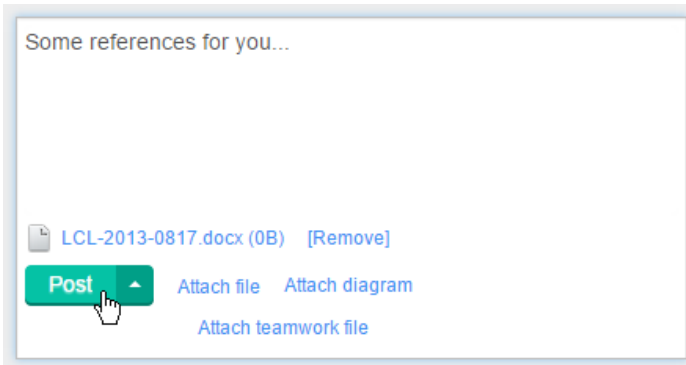 Some references for you...
LCL-2013-0817.docx (0B) [Remove]
Post Attach file Attach diagram
Attach teamwork file